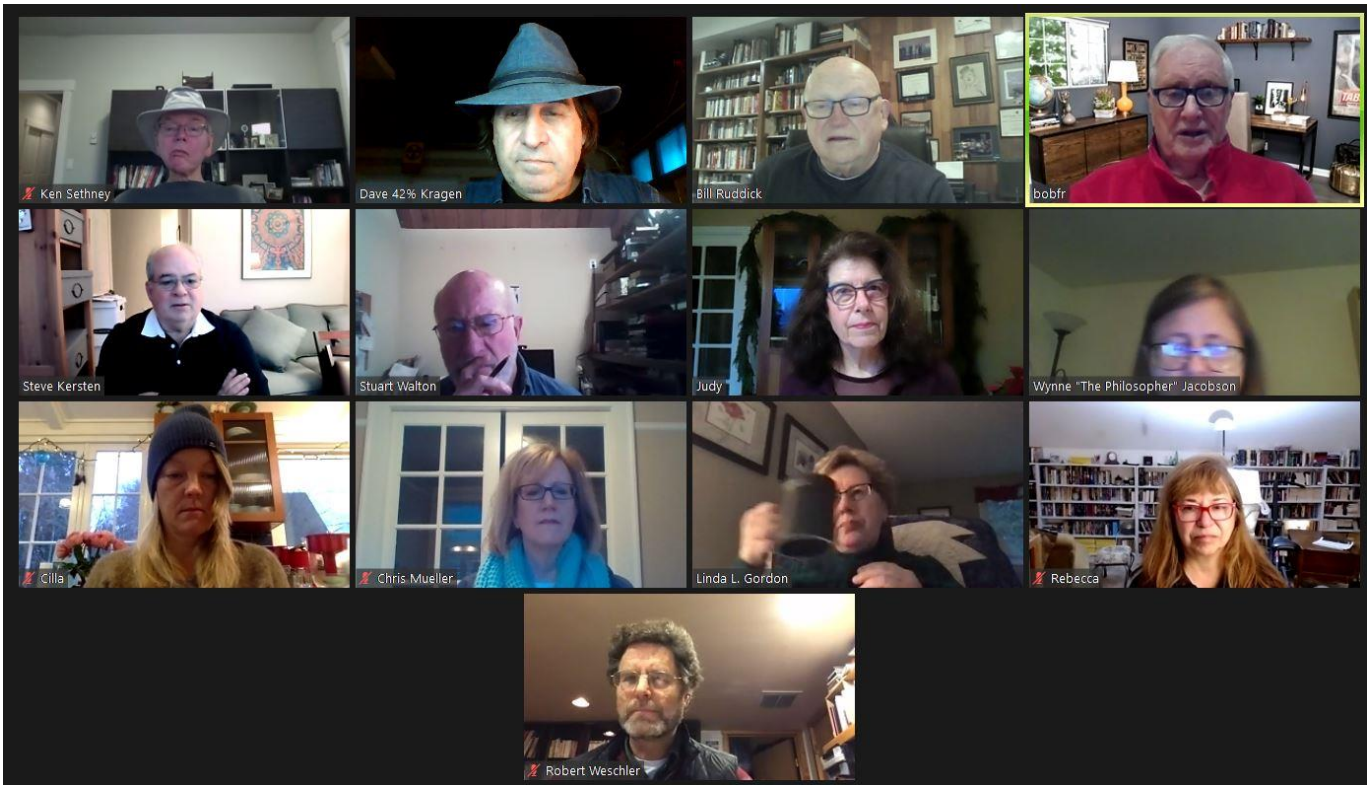 Ken Sethney
Dave 42% Kragen
Bill Ruddick
bobfr
TAB
Steve Kersten
Stuart Walton
Judy
Wynne "The Philosopher" Jacobson
Cilla
Chris Mueller
Linda L. Gordon
Rebecca
Robert Weschler